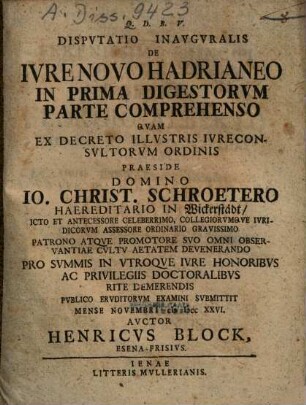 A. Diss. 9423
Q. D. B. V.
DISPVTATIO INAVGVRALIS
DE
IVRE NOVO HADRIANEO
IN PRIMA DIGESTORVM
PARTE COMPREHENSO
QVAM
EX DECRETO ILLVSTRIS IVRECON-
SVLTORVM ORDINIS
PRAESIDE
DOMINO
IO. CHRIST. SCHROETERO
HAEREDITARIO IN Wickerstädt/
ICTO ET ANTECESSORE CELEBERRIMO, COLLEGIORVMQVE IVRI-
DICORVM ASSESSORE ORDINARIO GRAVISSIMO
PATRONO ATQVE PROMOTORE SVO OMNI OBSER-
VANTIAE CVLTV AETATEM DEVENERANDO
PRO SVMMIS IN VTROQVE IVRE HONORIBVS
AC PRIVILEGIIS DOCTORALIBVS
RITE DEMERENDIS
PVBLICO ERVDITORVM EXAMINI SVBMITTIT
MENSE NOVEMBRI XXVI.
AVCTOR
HENRICVS BLOCK,
ESENA-FRISIVS.
IENAE
LITTERIS MVLLERIANIS.